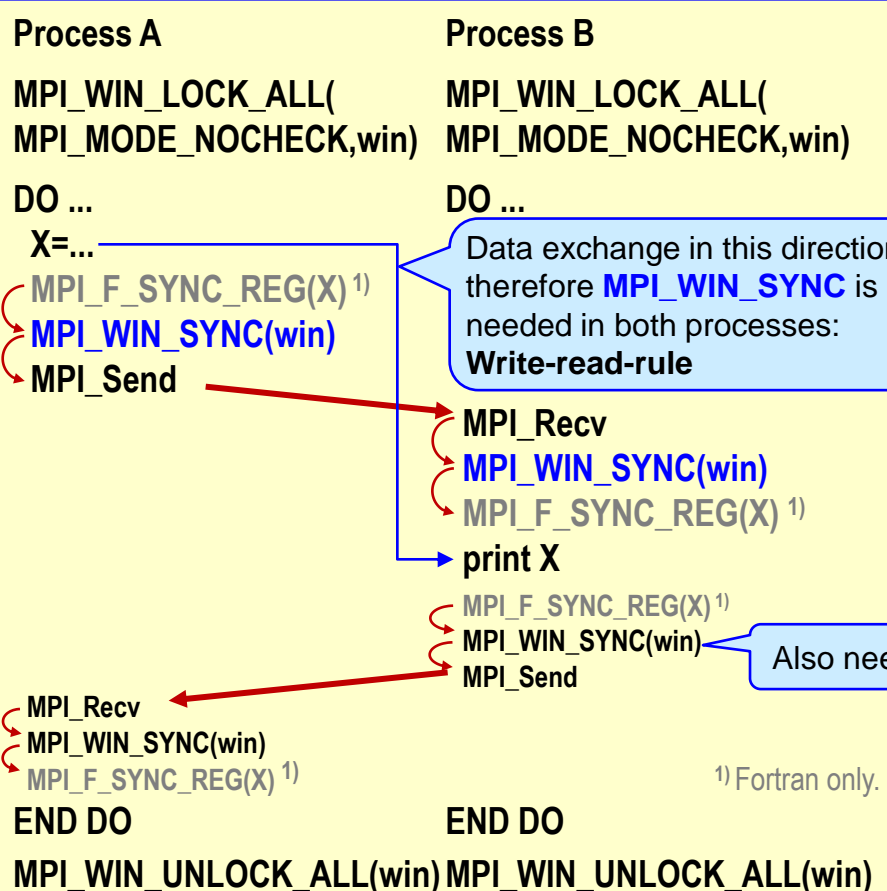 Process A
Process B
MPI_WIN_LOCK_ALL(
MPI_MODE_NOCHECK,win)
MPI_WIN_LOCK_ALL(
MPI_MODE_NOCHECK,win)
DO ...
DO ...
X=...
MPI_F_SYNC_REG(X) 1)
MPI_WIN_SYNC(win)
MPI_Send
Data exchange in this direction
therefore MPI_WIN_SYNC is
needed in both processes:
Write-read-rule
MPI_Recv
MPI_WIN_SYNC(win)
MPI_F_SYNC_REG(X) 1)
print X
MPI_F_SYNC_REG(X) 1)
MPI_WIN_SYNC(win)
MPI_Send
Also
MPI_Recv
MPI_WIN_SYNC(win)
MPI_F_SYNC_REG(X) 1)
1) Fortran only.
END DO
END DO
MPI_WIN_UNLOCK_ALL(win)
MPI_WIN_UNLOCK_ALL(win)